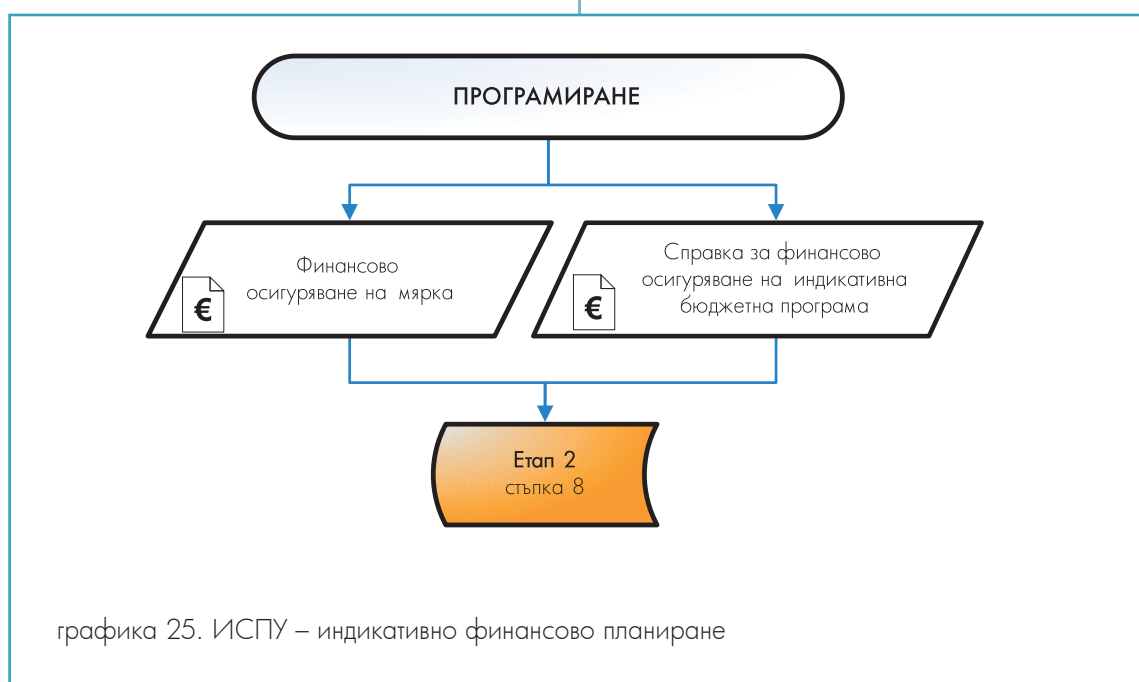 ПРОГРАМИРАНЕ
Финансово
осигуряване на мярка
€
Справка за финансово
осигуряване на индикативна
бюджетна програма
€
Етап 2
стъпка 8
графика 25. ИСПУ – индикативно финансово планиране